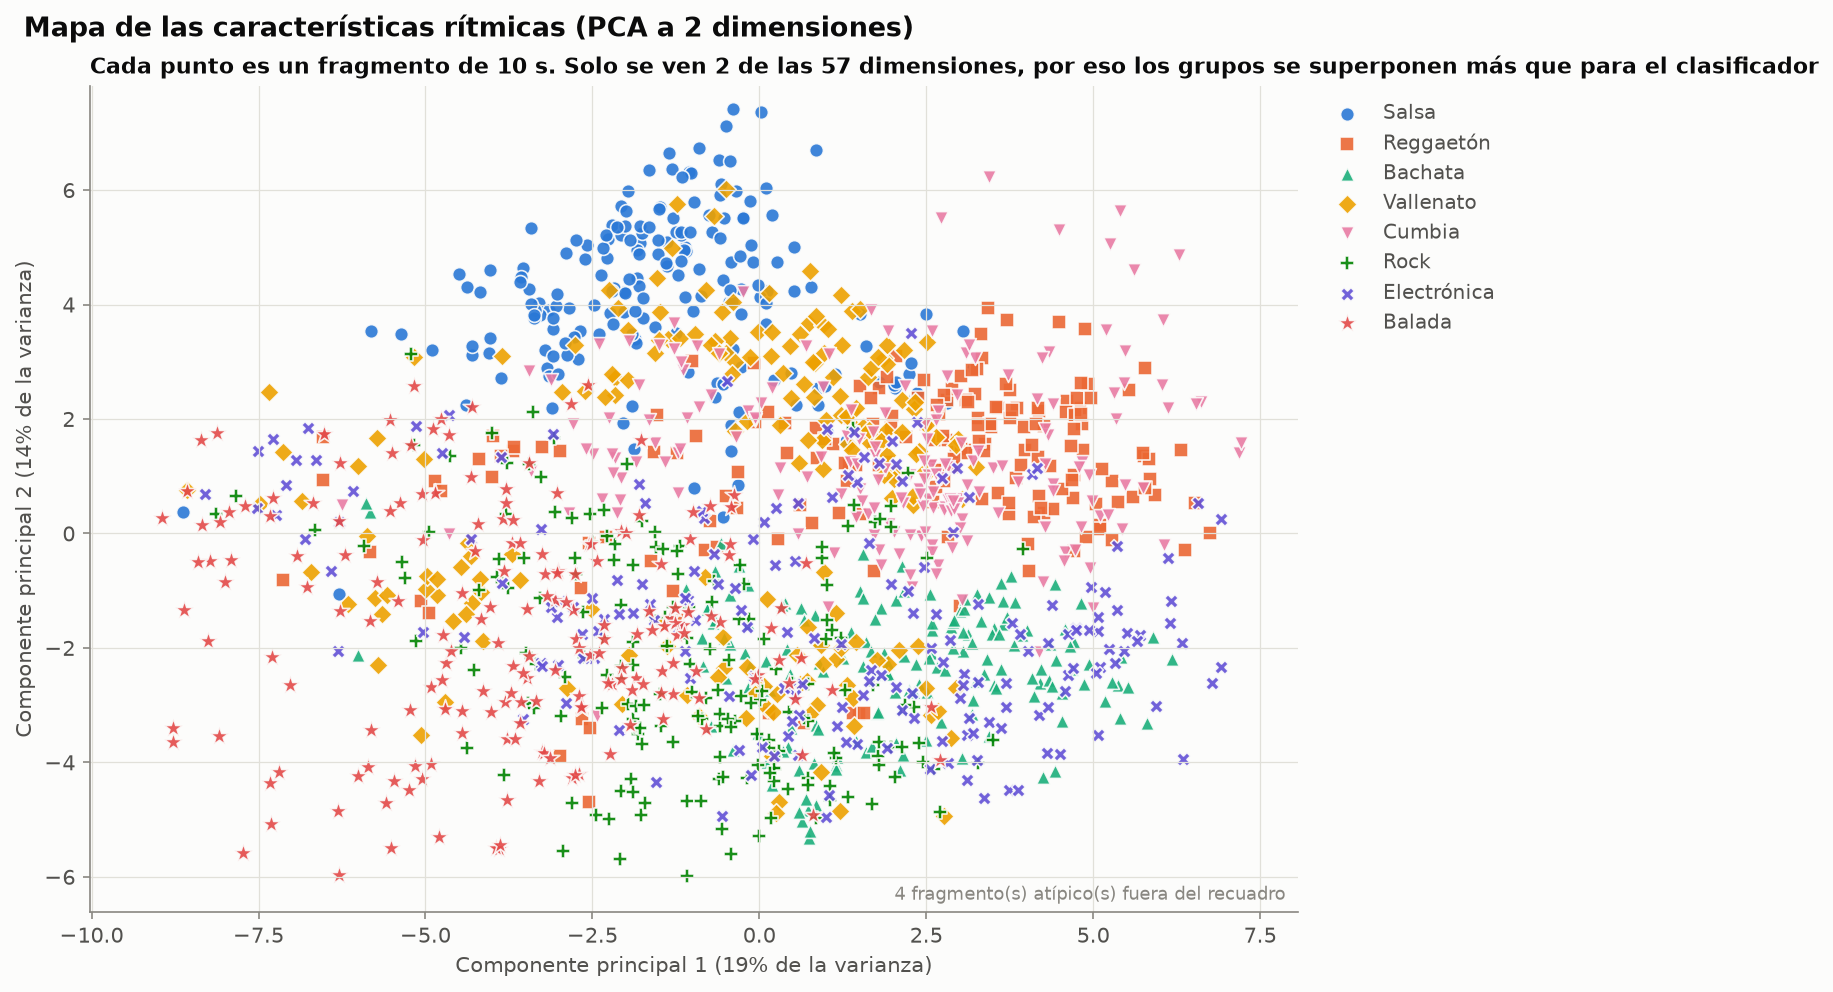 Mapa de las características rítmicas (PCA a 2 dimensiones)
Cada punto es un fragmento de 10 s. Solo se ven 2 de las 57 dimensiones, por eso los grupos se superponen más que para el clasificador
Salsa
Reggaetón
Bachata
Vallenato
Cumbia
Rock
Electrónica
Balada
Componente principal 2 (14% de la varianza)
6
4
2
0
−2
−4
−6
4 fragmento(s) atípico(s) fuera del recuadro
−10.0 −7.5 −5.0 −2.5 0.0 2.5 5.0 7.5
Componente principal 1 (19% de la varianza)